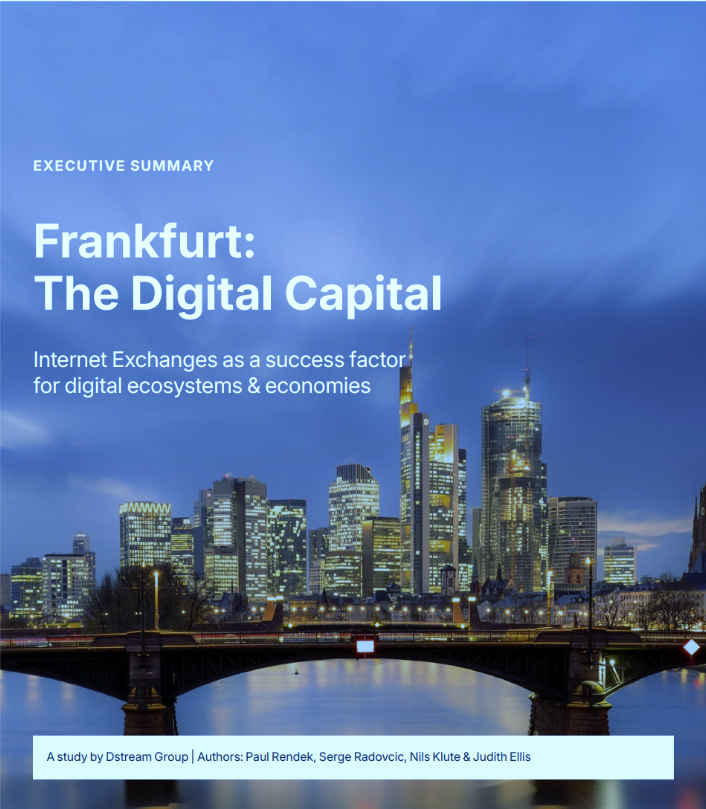 EXECUTIVE SUMMARY
Frankfurt:
The Digital Capital
Internet Exchanges as a success factor
for digital ecosystems & economies
A study by Dstream Group | Authors: Paul Rendek, Serge Radovcic, Nils Klute & Judith Ellis